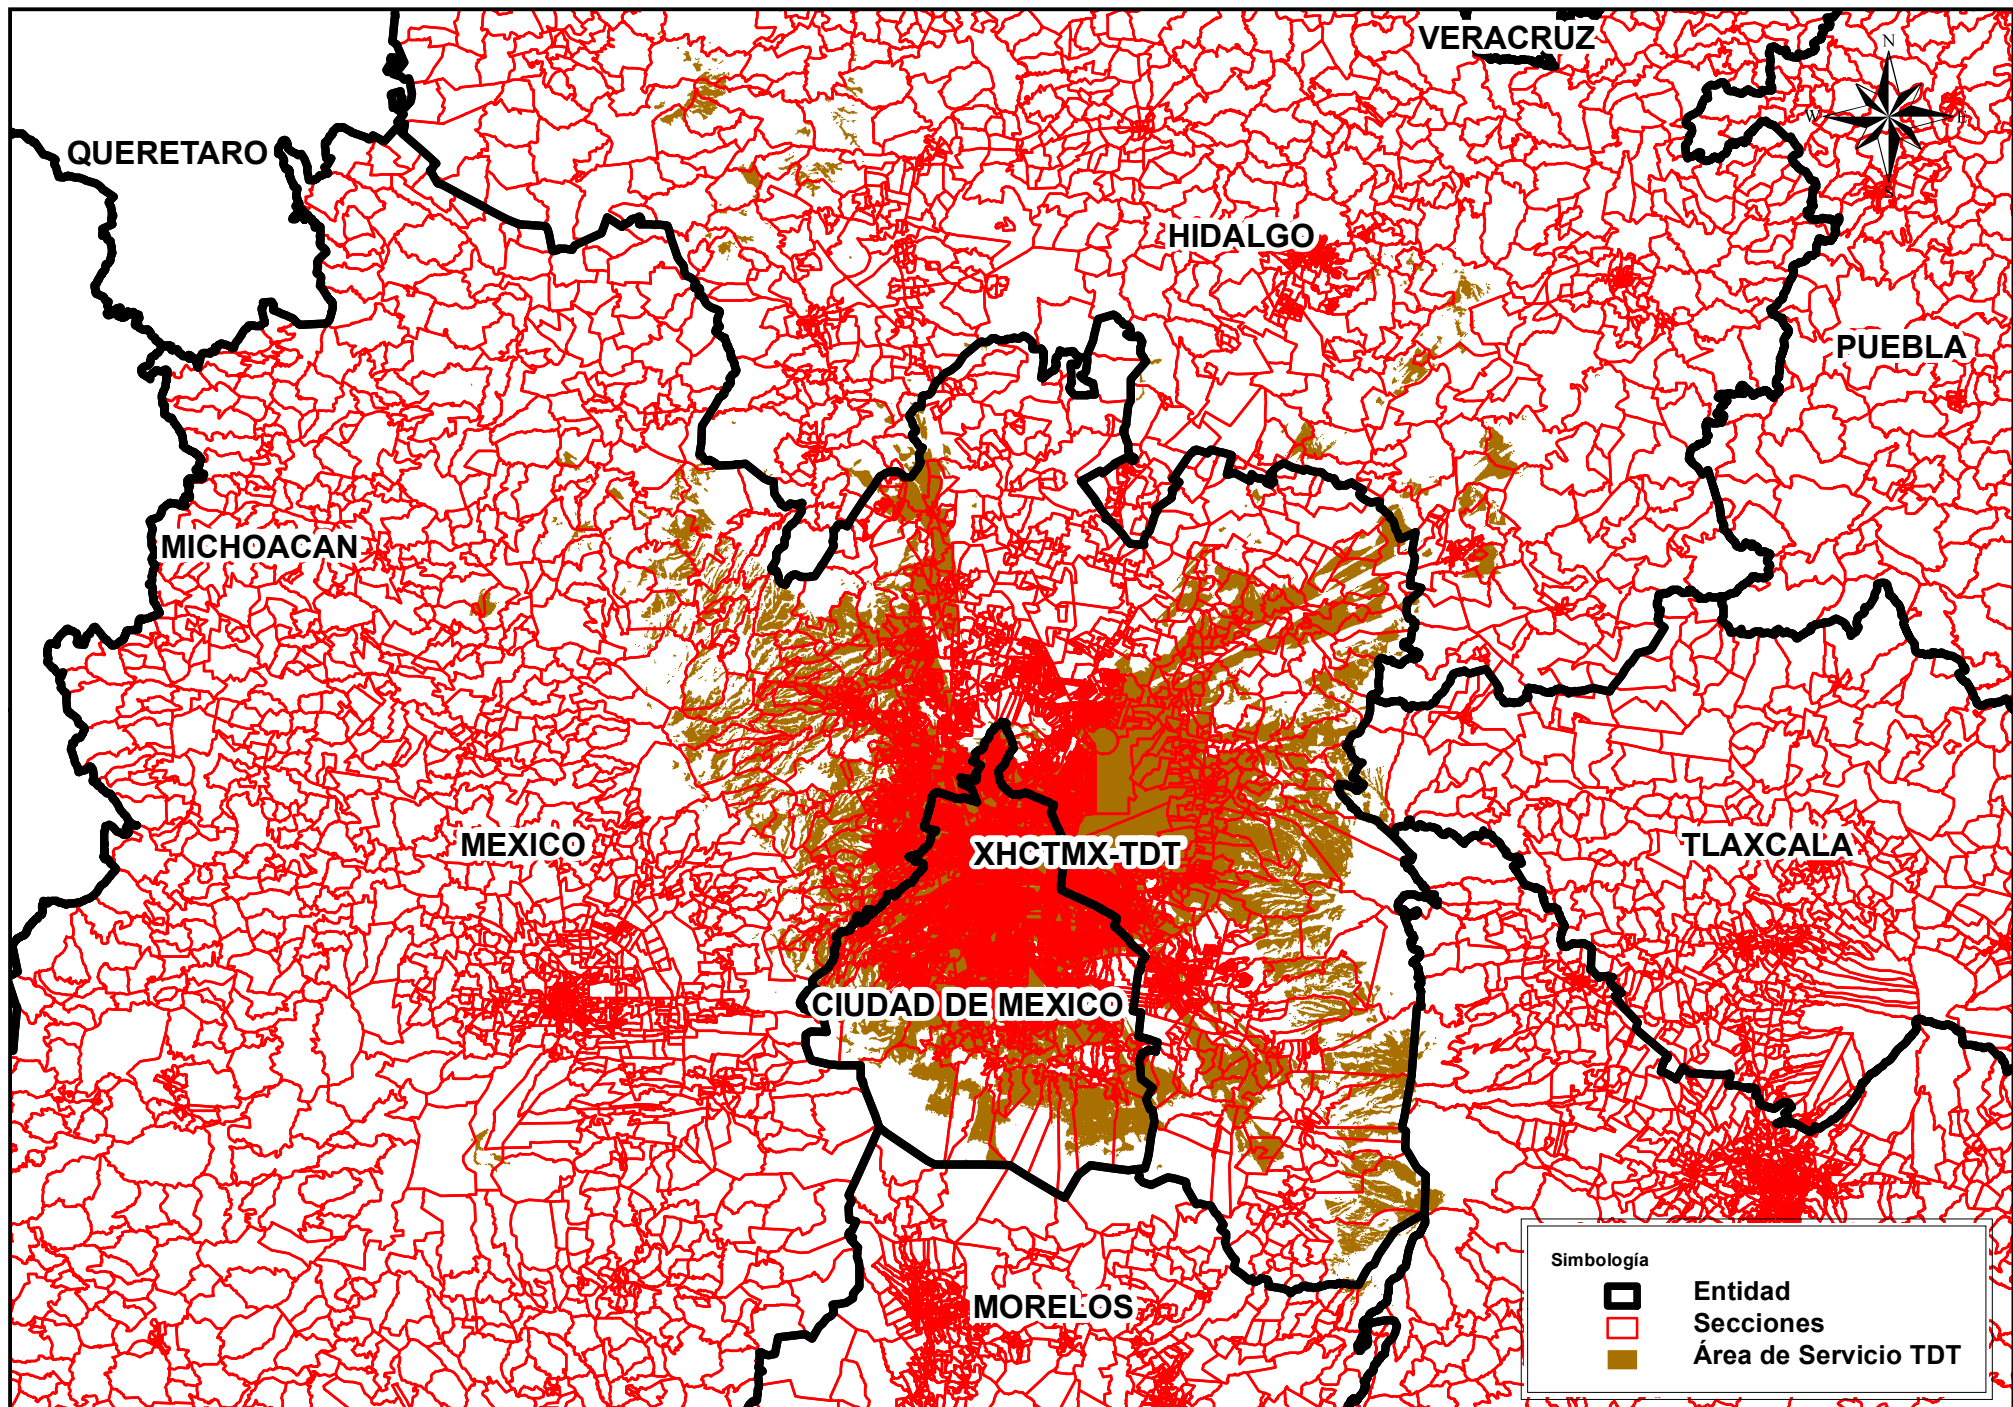 VERACRUZ
N
W
E
S
QUERETARO
HIDALGO
PUEBLA
MICHOACAN
MEXICO
XHCTMX-TDT
TLAXCALA
CIUDAD DE MEXICO
MORELOS
Simbología
Entidad
Secciones
Área de Servicio TDT